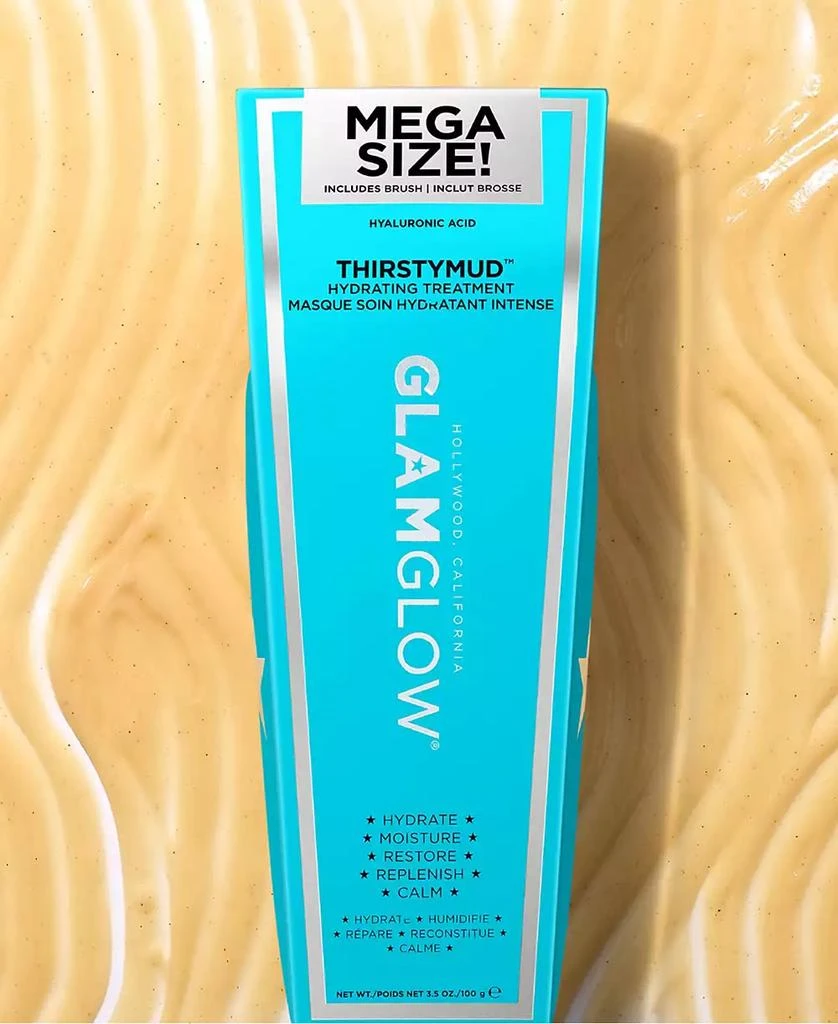 MEGA
SIZE!
INCLUDES BRUSH | INCLUT BROSSE
HYALURONIC ACID
THIRSTYMUD™
HYDRATING TREATMENT
MASQUE SOIN HYDRATANT INTENSE
GLAMGLOW®
HOLLYWOOD, CALIFORNIA
★ HYDRATE ★
★ MOISTURE ★
★ RESTORE ★
★ REPLENISH ★
★ CALM ★
★ HYDRATE ★ HUMIDIFIE ★
★ RÉPARE ★ RECONSTITUE ★
★ CALME ★
NET WT./POIDS NET 3.5 OZ./100 g ℮